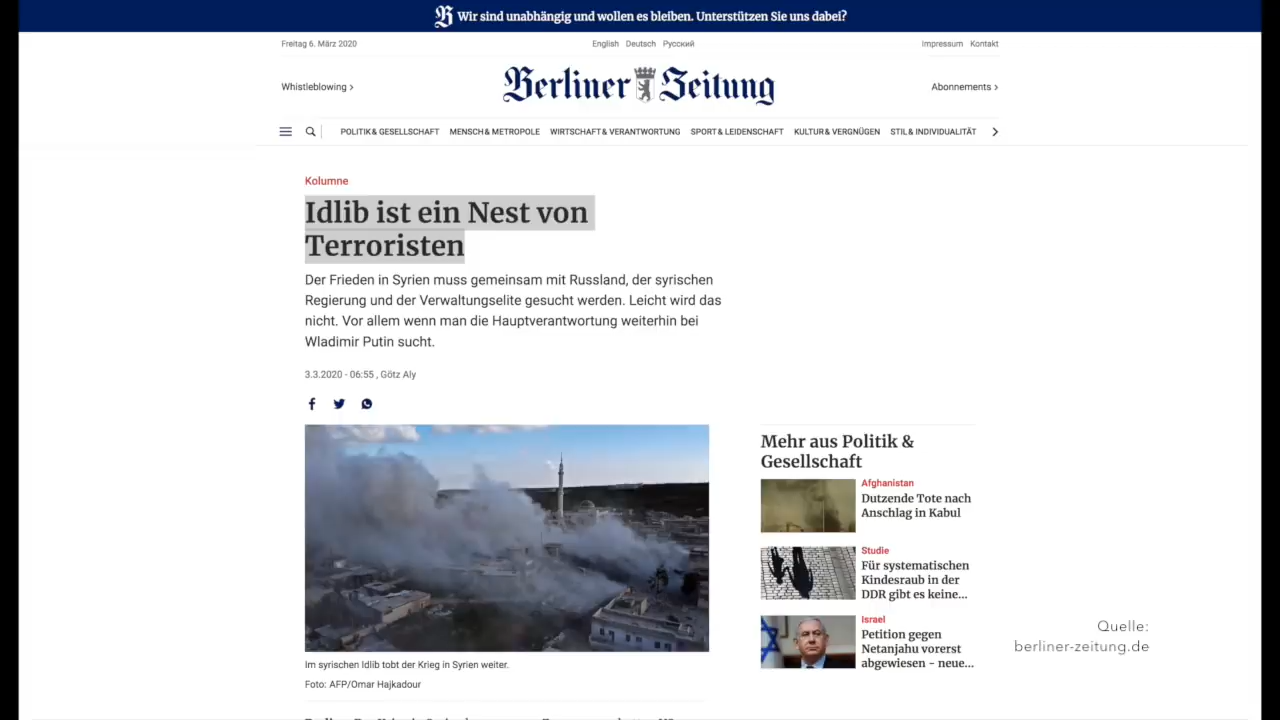 Wir sind unabhängig und wollen es bleiben. Unterstützen Sie uns dabei?
Freitag 6. März 2020
English Deutsch Русский
Impressum Kontakt
Whistleblowing
Berliner Zeitung
Abonnements
POLITIK & GESELLSCHAFT MENSCH & METROPOLE WIRTSCHAFT & VERANTWORTUNG SPORT & LEIDENSCHAFT KULTUR & VERGNÜGEN STIL & INDIVIDUALITÄT
Kolumne
Idlib ist ein Nest von
Terroristen
Der Frieden in Syrien muss gemeinsam mit Russland, der syrischen
Regierung und der Verwaltungselite gesucht werden. Leicht wird das
nicht. Vor allem wenn man die Hauptverantwortung weiterhin bei
Wladimir Putin sucht.
3.3.2020 - 06:55 , Götz Aly
Im syrischen Idlib tobt der Krieg in Syrien weiter.
Foto: AFP/Omar Hajkadour
Mehr aus Politik &
Gesellschaft
Afghanistan
Dutzende Tote nach
Anschlag in Kabul
Studie
Für systematischen
Kindesraub in der
DDR gibt es keine...
Israel
Petition gegen
Netanjahu vorerst
abgewiesen - neue...
Quelle:
berliner-zeitung.de